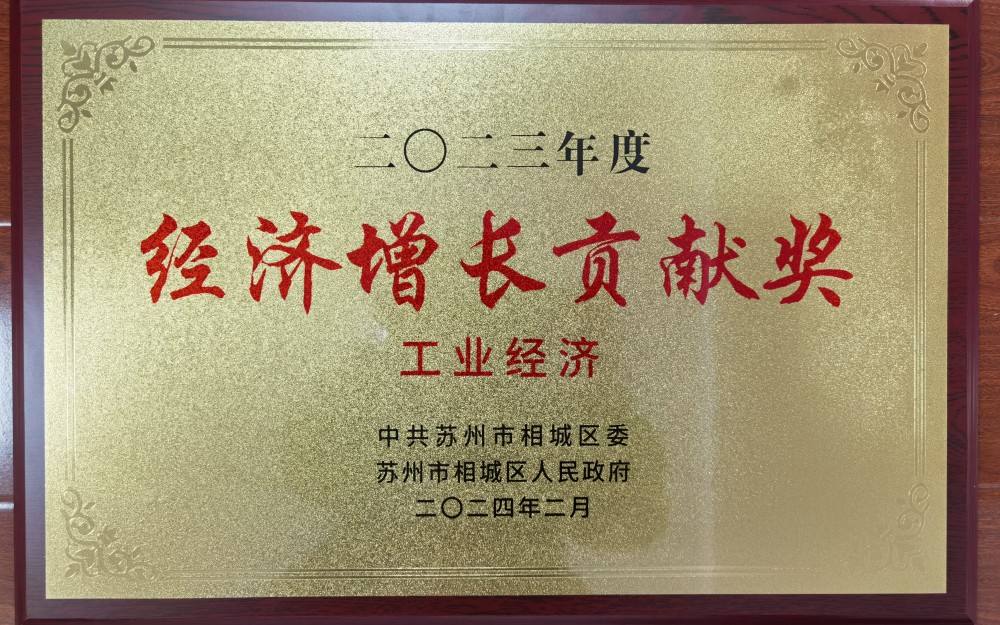 二〇二三年度
经济增长贡献奖
工业经济
中共苏州市相城区委
苏州市相城区人民政府
二〇二四年二月